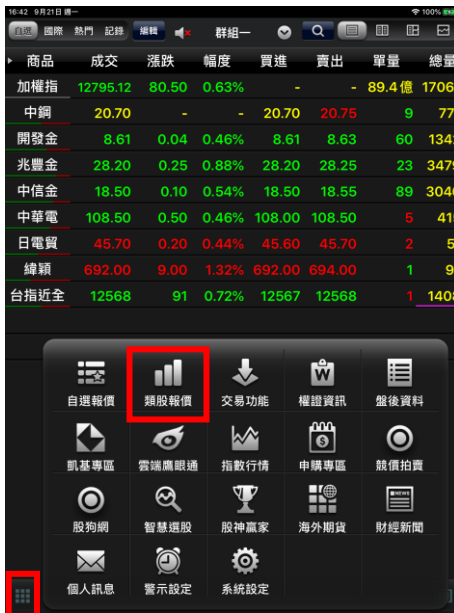 16:42 9月21日 週一 100%
自選 國際 熱門 記錄 編輯 群組一
商品 成交 漲跌 幅度 買進 賣出 單量 總量
加權指 12795.12 80.50 0.63% - - 89.4億 1706
中鋼 20.70 - - 20.70 20.75 9 77
開發金 8.61 0.04 0.46% 8.61 8.63 60 134
兆豐金 28.20 0.25 0.88% 28.20 28.25 23 347
中信金 18.50 0.10 0.54% 18.50 18.55 89 304
中華電 108.50 0.50 0.46% 108.00 108.50 5 41
日電貿 45.70 0.20 0.44% 45.60 45.70 2 5
緯穎 692.00 9.00 1.32% 692.00 694.00 1 9
台指近全 12568 91 0.72% 12567 12568 1 140
自選報價 類股報價 交易功能 權證資訊 盤後資料
凱基專區 雲端鷹眼通 指數行情 申購專區 競價拍賣
股狗網 智慧選股 股神贏家 海外期貨 財經新聞
個人訊息 警示設定 系統設定